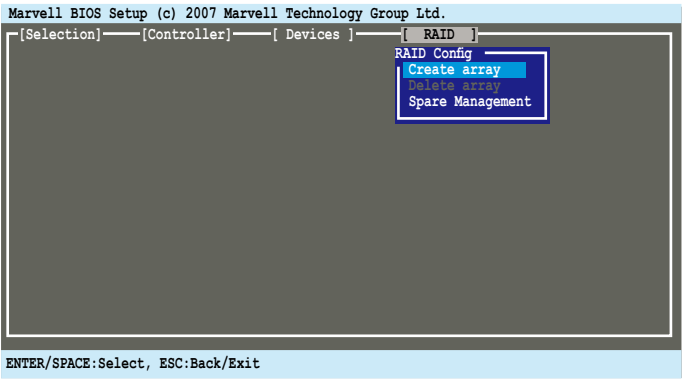 Marvell BIOS Setup (c) 2007 Marvell Technology Group Ltd.
[Selection] [Controller] [ Devices ] [ RAID ]
RAID Config
Create array
Delete array
Spare Management
ENTER/SPACE:Select, ESC:Back/Exit